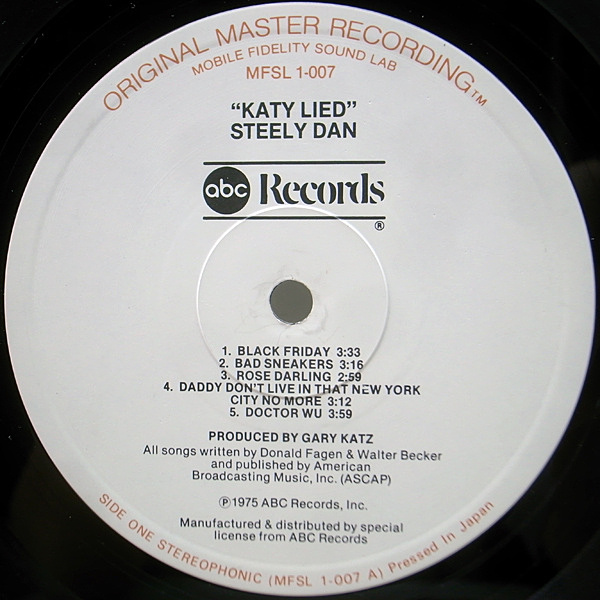 ORIGINAL MASTER RECORDING™
MOBILE FIDELITY SOUND LAB
MFSL 1-007
“KATY LIED”
STEELY DAN
abc Records
®
1. BLACK FRIDAY 3:33
2. BAD SNEAKERS 3:16
3. ROSE DARLING 2:59
4. DADDY DON'T LIVE IN THAT NEW YORK
CITY NO MORE 3:12
5. DOCTOR WU 3:59
PRODUCED BY GARY KATZ
All songs written by Donald Fagen & Walter Becker
and published by American
Broadcasting Music, Inc. (ASCAP)
℗1975 ABC Records, Inc.
Manufactured & distributed by special
license from ABC Records
SIDE ONE STEREOPHONIC (MFSL 1-007 A) Pressed In Japan